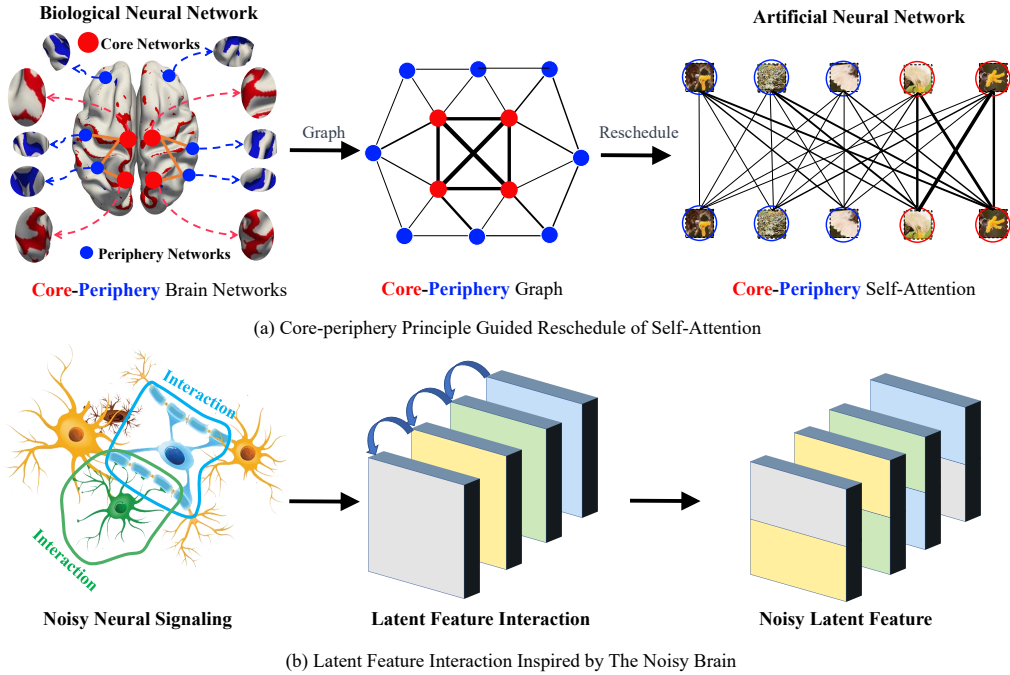 Biological Neural Network
Artificial Neural Network
Core Networks
Graph
Reschedule
Periphery Networks
Core-Periphery Brain Networks
Core-Periphery Graph
Core-Periphery Self-Attention
(a) Core-periphery Principle Guided Reschedule of Self-Attention
Interaction
Interaction
Noisy Neural Signaling
Latent Feature Interaction
Noisy Latent Feature
(b) Latent Feature Interaction Inspired by The Noisy Brain